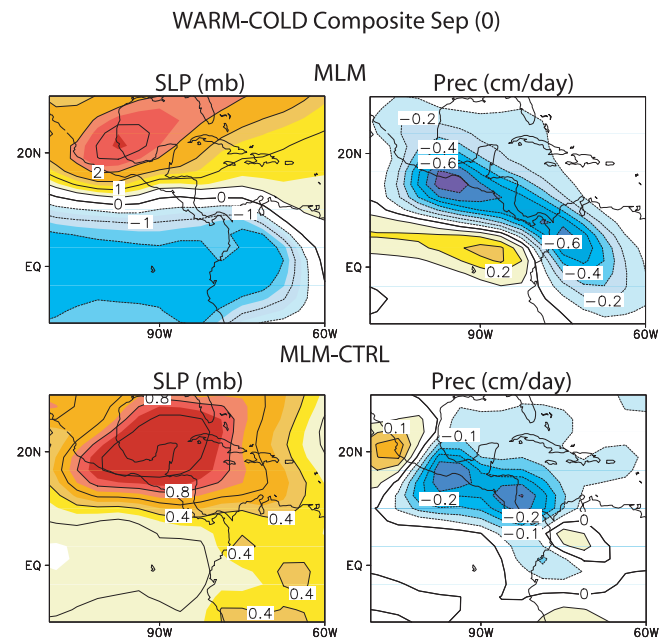 WARM-COLD Composite Sep (0)
MLM
SLP (mb)
Prec (cm/day)
20N
EQ
90W
60W
2
1
0
0
−1
−1
20N
EQ
90W
60W
−0.2
−0.4
−0.6
−0.6
−0.4
−0.2
0.2
MLM-CTRL
SLP (mb)
Prec (cm/day)
20N
EQ
90W
60W
0.8
0.8
0.4
0.4
0.4
0.4
0.4
20N
EQ
90W
60W
0.1
−0.1
−0.2
−0.2
−0.1
0
0